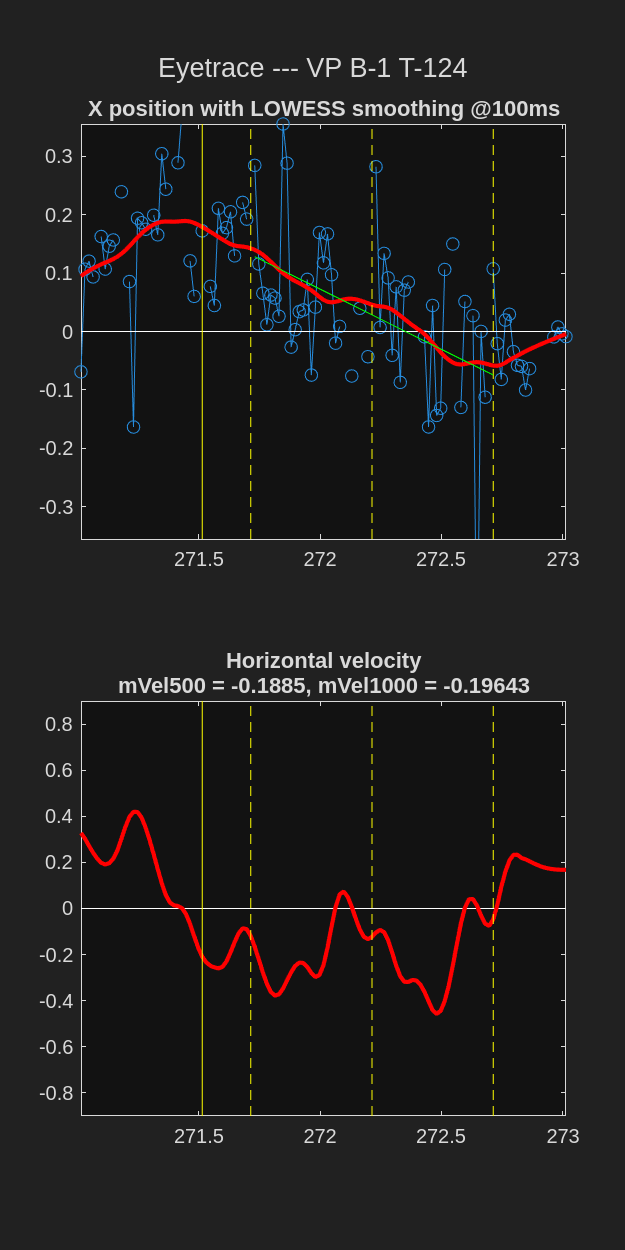 Eyetrace --- VP B-1 T-124
X position with LOWESS smoothing @100ms
0.3
0.2
0.1
0
-0.1
-0.2
-0.3
271.5 272 272.5 273
Horizontal velocity
mVel500 = -0.1885, mVel1000 = -0.19643
0.8
0.6
0.4
0.2
0
-0.2
-0.4
-0.6
-0.8
271.5 272 272.5 273